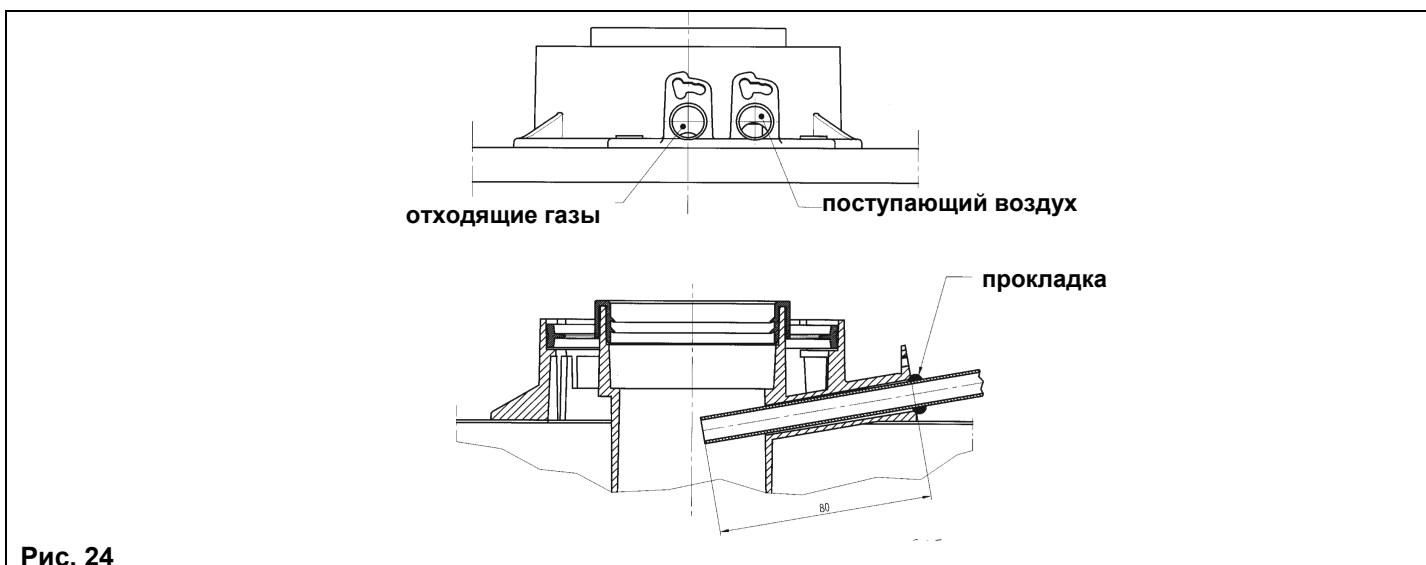 отходящие газы
поступающий воздух
прокладка
80
Рис. 24